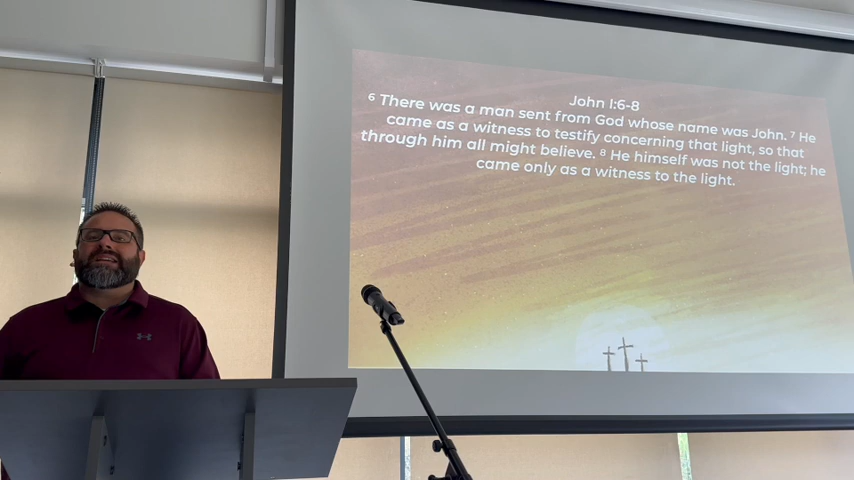 John 1:6-8
⁶ There was a man sent from God whose name was John. ⁷ He
came as a witness to testify concerning that light, so that
through him all might believe. ⁸ He himself was not the light; he
came only as a witness to the light.